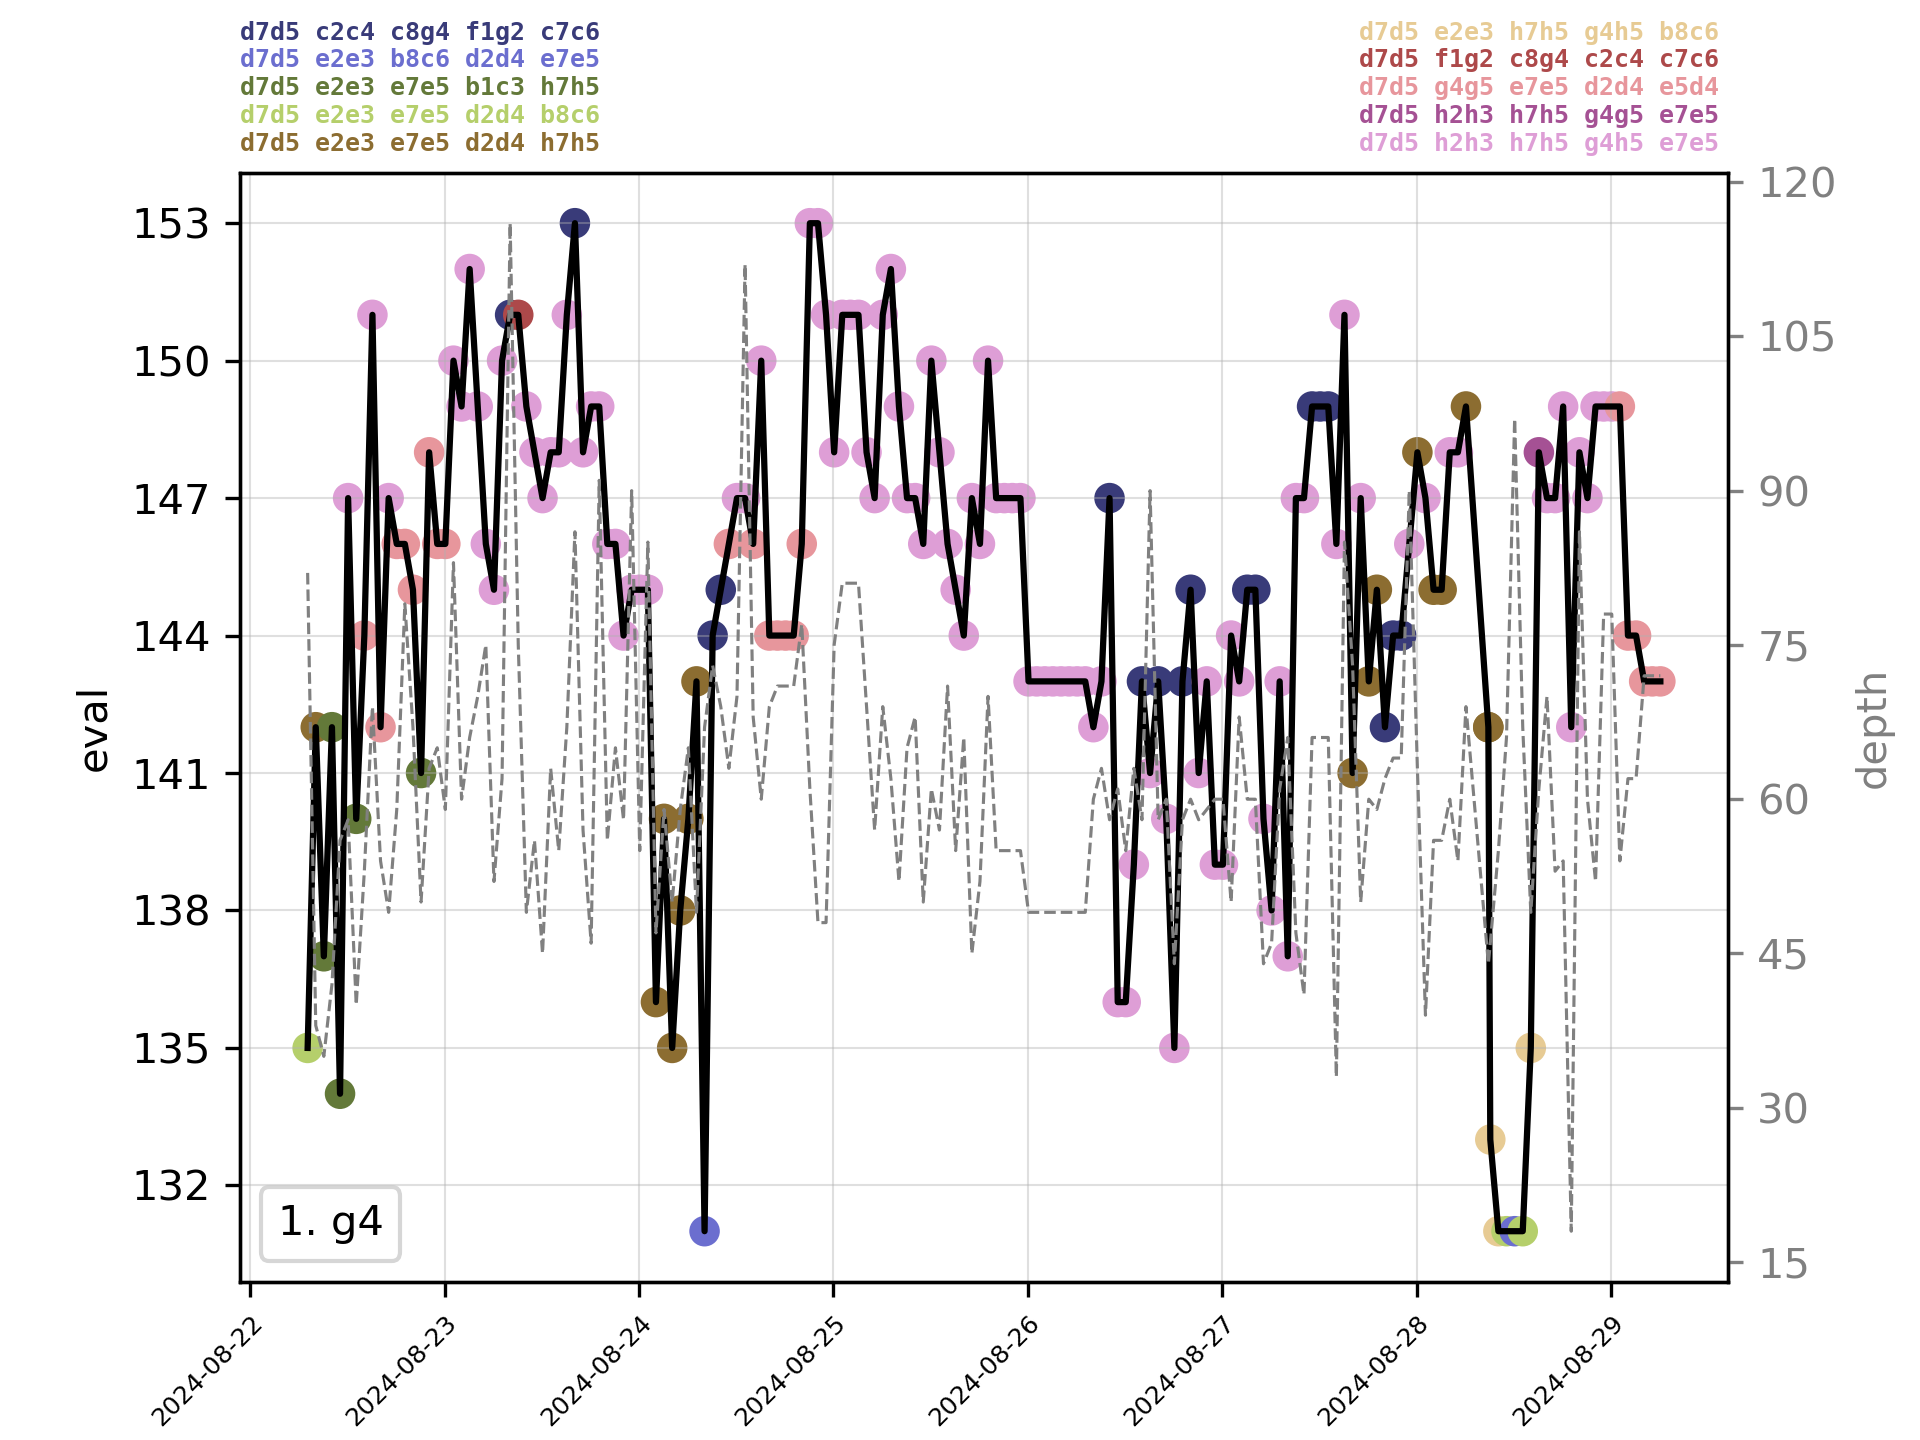 d7d5 c2c4 c8g4 f1g2 c7c6
d7d5 e2e3 b8c6 d2d4 e7e5
d7d5 e2e3 e7e5 b1c3 h7h5
d7d5 e2e3 e7e5 d2d4 b8c6
d7d5 e2e3 e7e5 d2d4 h7h5
d7d5 e2e3 h7h5 g4h5 b8c6
d7d5 f1g2 c8g4 c2c4 c7c6
d7d5 g4g5 e7e5 d2d4 e5d4
d7d5 h2h3 h7h5 g4g5 e7e5
d7d5 h2h3 h7h5 g4h5 e7e5
eval
153
150
147
144
141
138
135
132
1. g4
120
105
90
75
60
45
30
15
depth
2024-08-22
2024-08-23
2024-08-24
2024-08-25
2024-08-26
2024-08-27
2024-08-28
2024-08-29